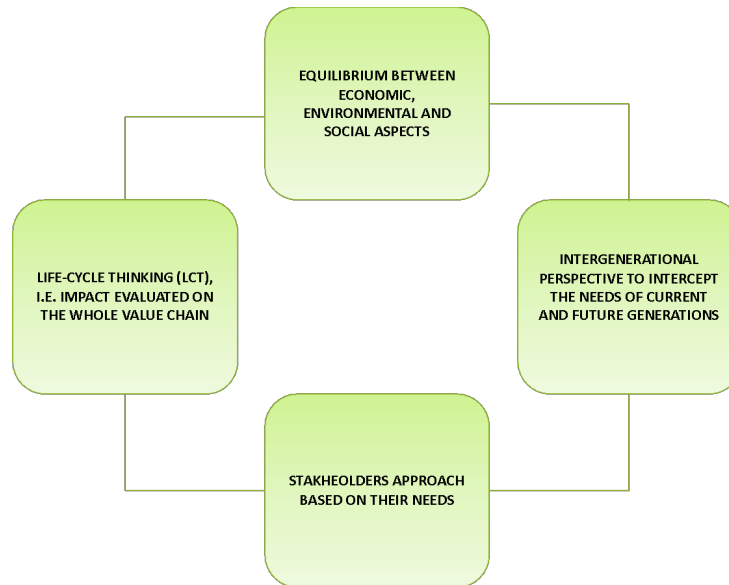 EQUILIBRIUM BETWEEN
ECONOMIC,
ENVIRONMENTAL AND
SOCIAL ASPECTS
LIFE-CYCLE THINKING (LCT),
I.E. IMPACT EVALUATED ON
THE WHOLE VALUE CHAIN
INTERGENERATIONAL
PERSPECTIVE TO INTERCEPT
THE NEEDS OF CURRENT
AND FUTURE GENERATIONS
STAKHEOLDERS APPROACH
BASED ON THEIR NEEDS